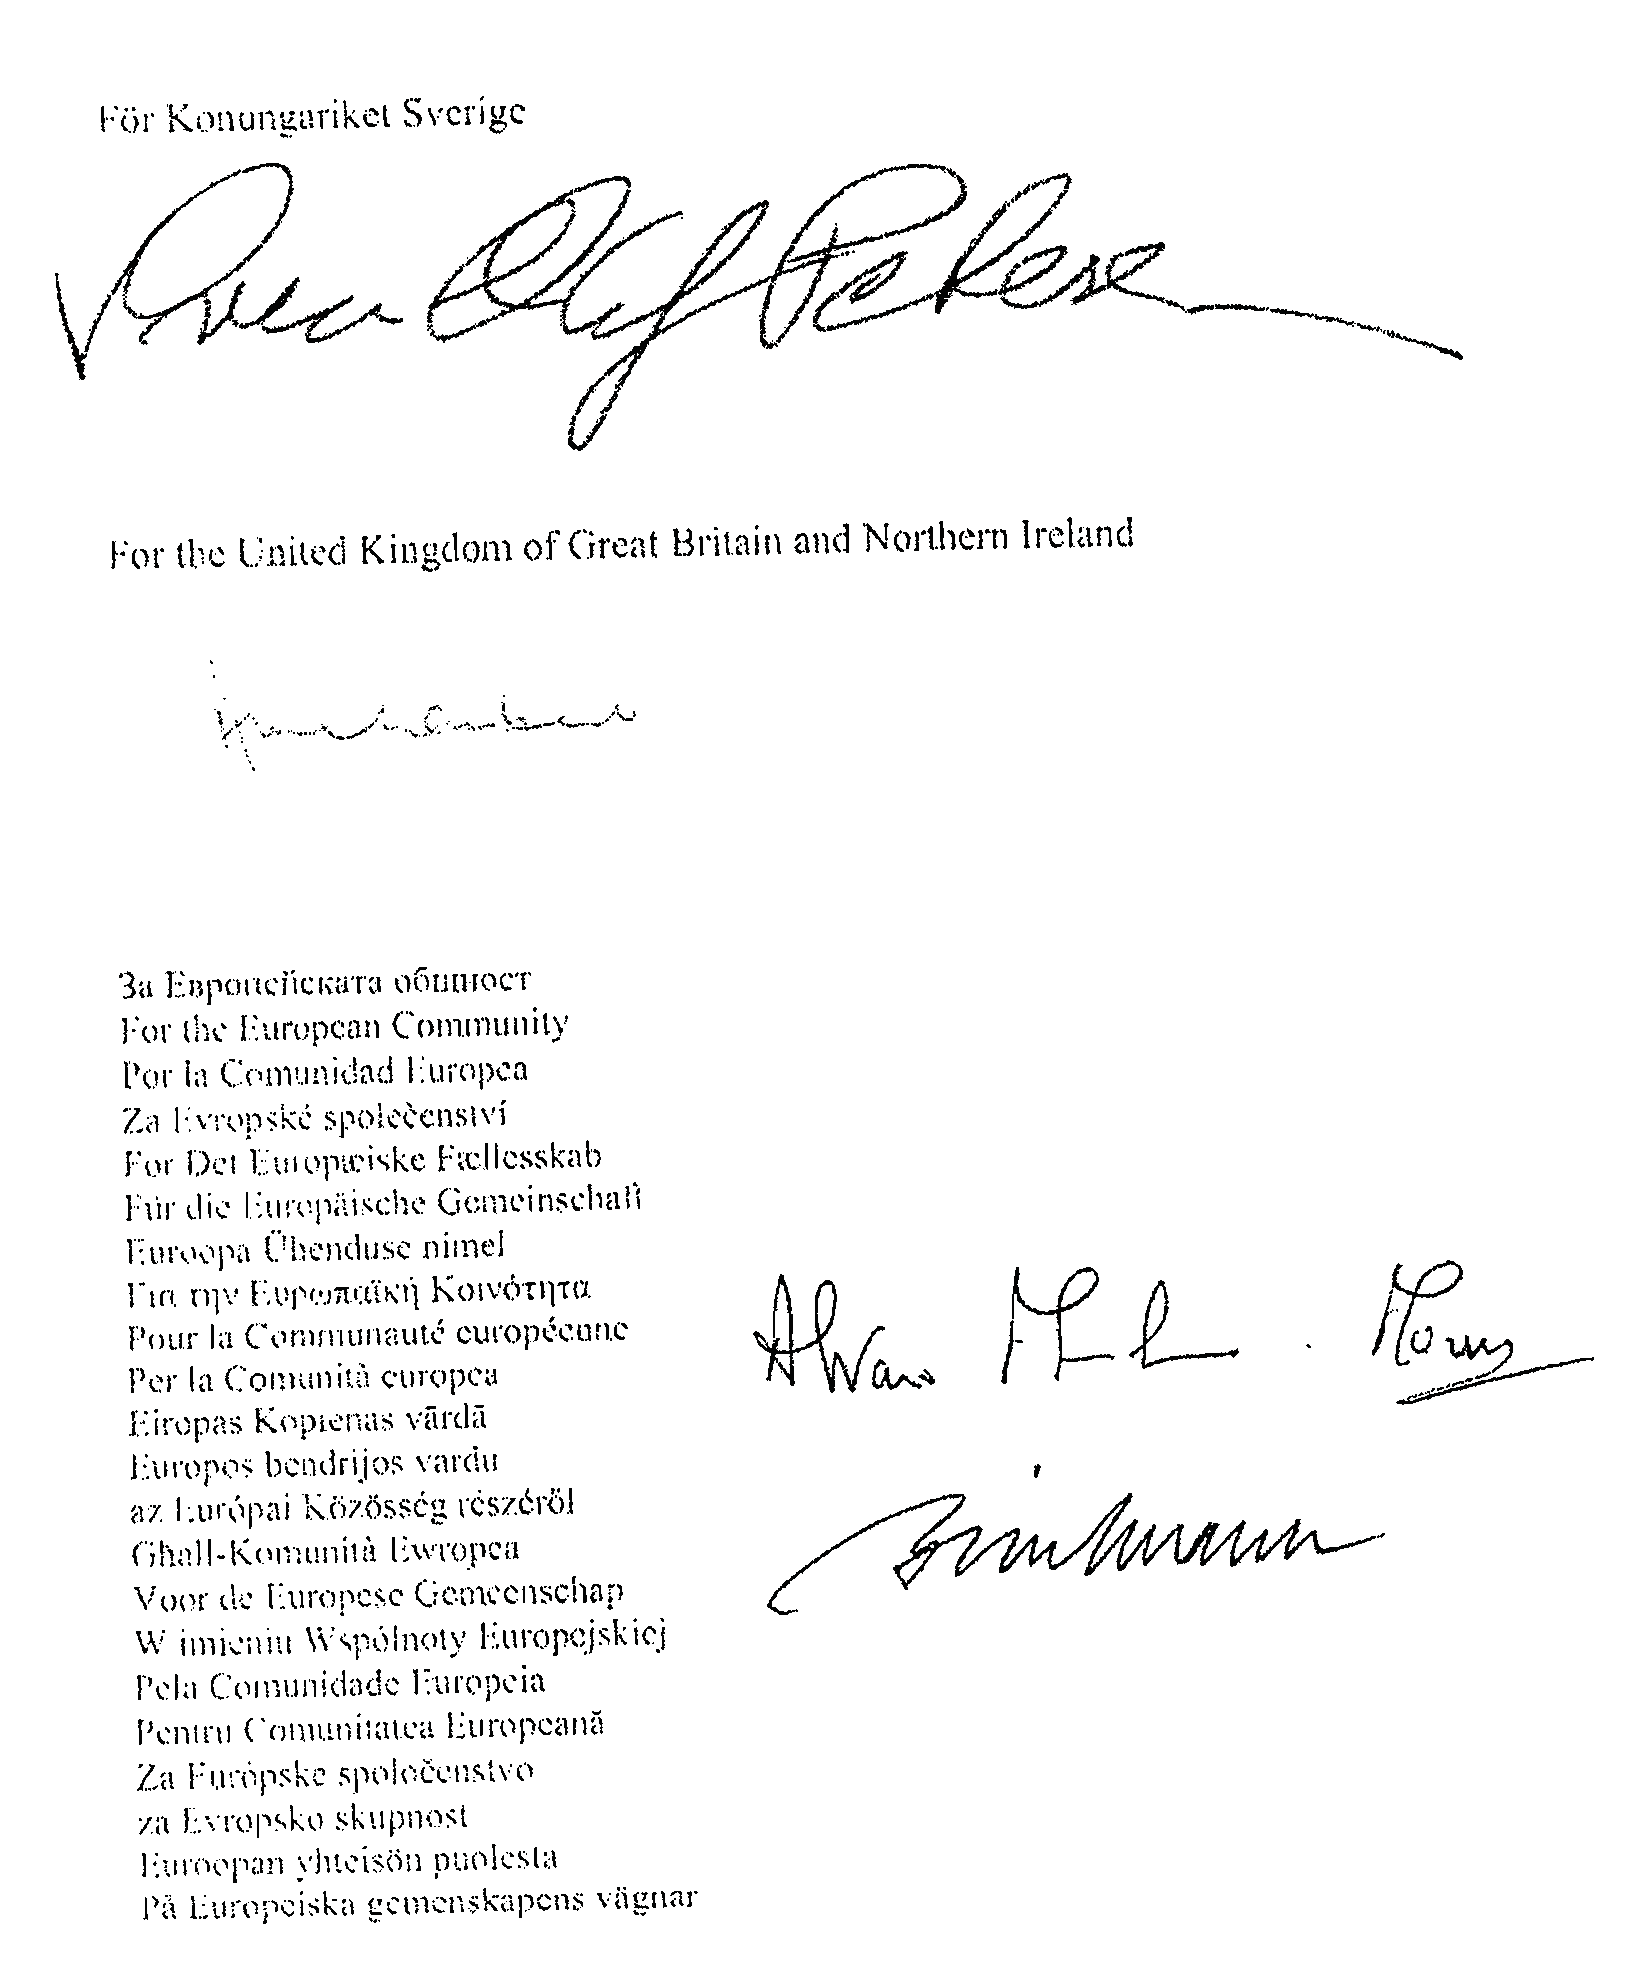 För Konungariket Sverige
For the United Kingdom of Great Britain and Northern Ireland
За Европейската общност
For the European Community
Por la Comunidad Europea
Za Evropské společenství
For Det Europæiske Fællesskab
Für die Europäische Gemeinschaft
Euroopa Ühenduse nimel
Για την Ευρωπαϊκή Κοινότητα
Pour la Communauté européenne
Per la Comunità europea
Eiropas Kopienas vārdā
Europos bendrijos vardu
az Európai Közösség részéről
Għall-Komunità Ewropea
Alvaro
Voor de Europese Gemeenschap
W imieniu Wspólnoty Europejskiej
Pela Comunidade Europeia
Pentru Comunitatea Europeană
Za Európske spoločenstvo
za Evropsko skupnost
Euroopan yhteisön puolesta
På Europeiska gemenskapens vägnar